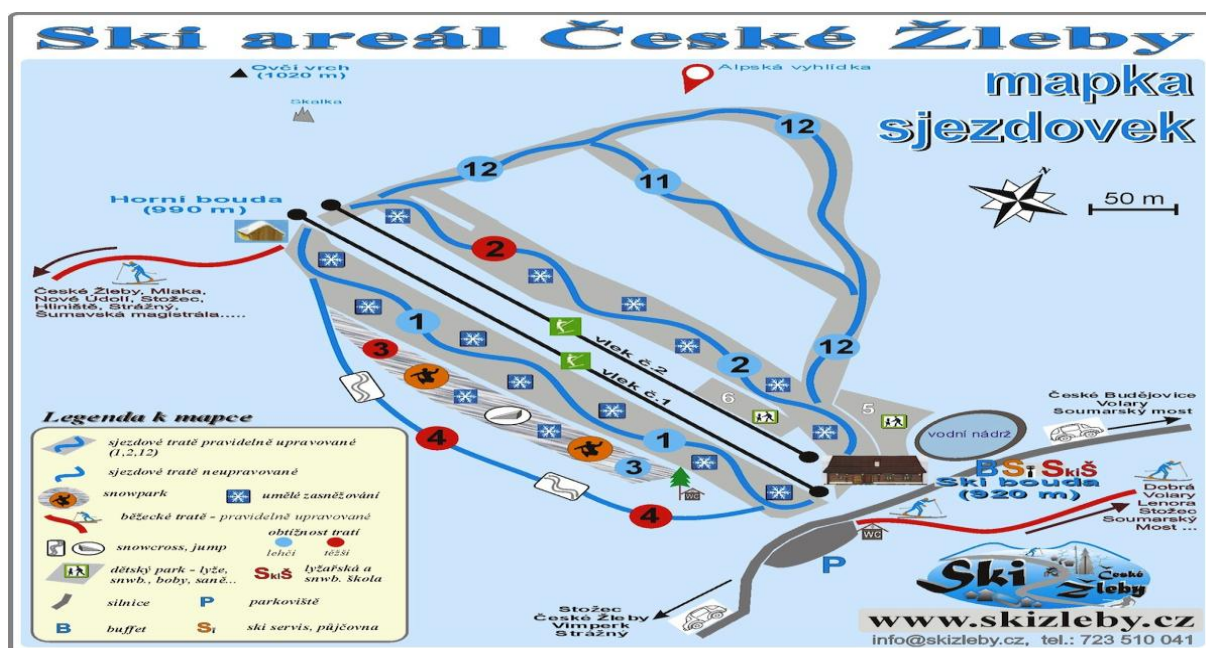 Ski areál České Žleby
mapka
sjezdovek
Ovčí vrch
(1020 m)
Skalka
Alpská vyhlídka
N
50 m
Horní bouda
(990 m)
12
12
11
2
1
3
4
vlek č.2
vlek č.1
2
12
6
5
1
3
4
WC
České Žleby, Mlaka,
Nové Údolí, Stožec,
Hliniště, Strážný,
Šumavská magistrála.....
České Budějovice
Volary
Soumarský most
vodní nádrž
B Si SkiŠ
Ski bouda
(920 m)
Dobrá
Volary
Lenora
Stožec
Soumarský
Most ...
WC
P
Stožec
České Žleby
Vimperk
Strážný
Legenda k mapce
sjezdové tratě pravidelně upravované
(1,2,12)
sjezdové tratě neupravované
snowpark
umělé zasněžování
běžecké tratě - pravidelně upravované
obtížnost tratí
snowcross, jump
lehčí
těžší
dětský park - lyže,
snwb., boby, saně...
SkiŠ lyžařská a
snwb. škola
silnice
P parkoviště
B buffet
Si ski servis, půjčovna
Ski České
Žleby
www.skizleby.cz
info@skizleby.cz, tel.: 723 510 041